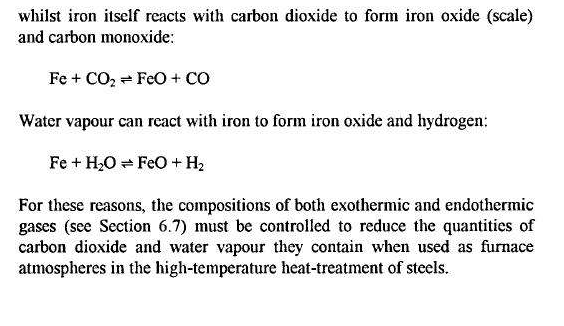 whilst iron itself reacts with carbon dioxide to form iron oxide (scale)
and carbon monoxide:
Fe + CO₂ ⇌ FeO + CO
Water vapour can react with iron to form iron oxide and hydrogen:
Fe + H₂O ⇌ FeO + H₂
For these reasons, the compositions of both exothermic and endothermic
gases (see Section 6.7) must be controlled to reduce the quantities of
carbon dioxide and water vapour they contain when used as furnace
atmospheres in the high-temperature heat-treatment of steels.